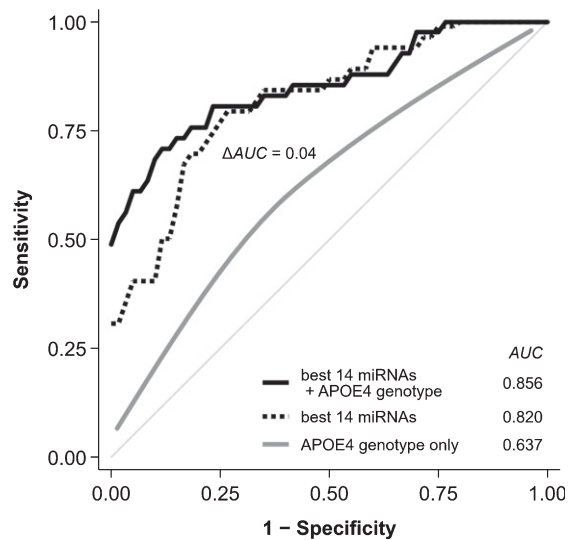 1.00
0.75
0.50
0.25
0.00
Sensitivity
ΔAUC = 0.04
AUC
best 14 miRNAs
+ APOE4 genotype 0.856
best 14 miRNAs 0.820
APOE4 genotype only 0.637
0.00 0.25 0.50 0.75 1.00
1 − Specificity